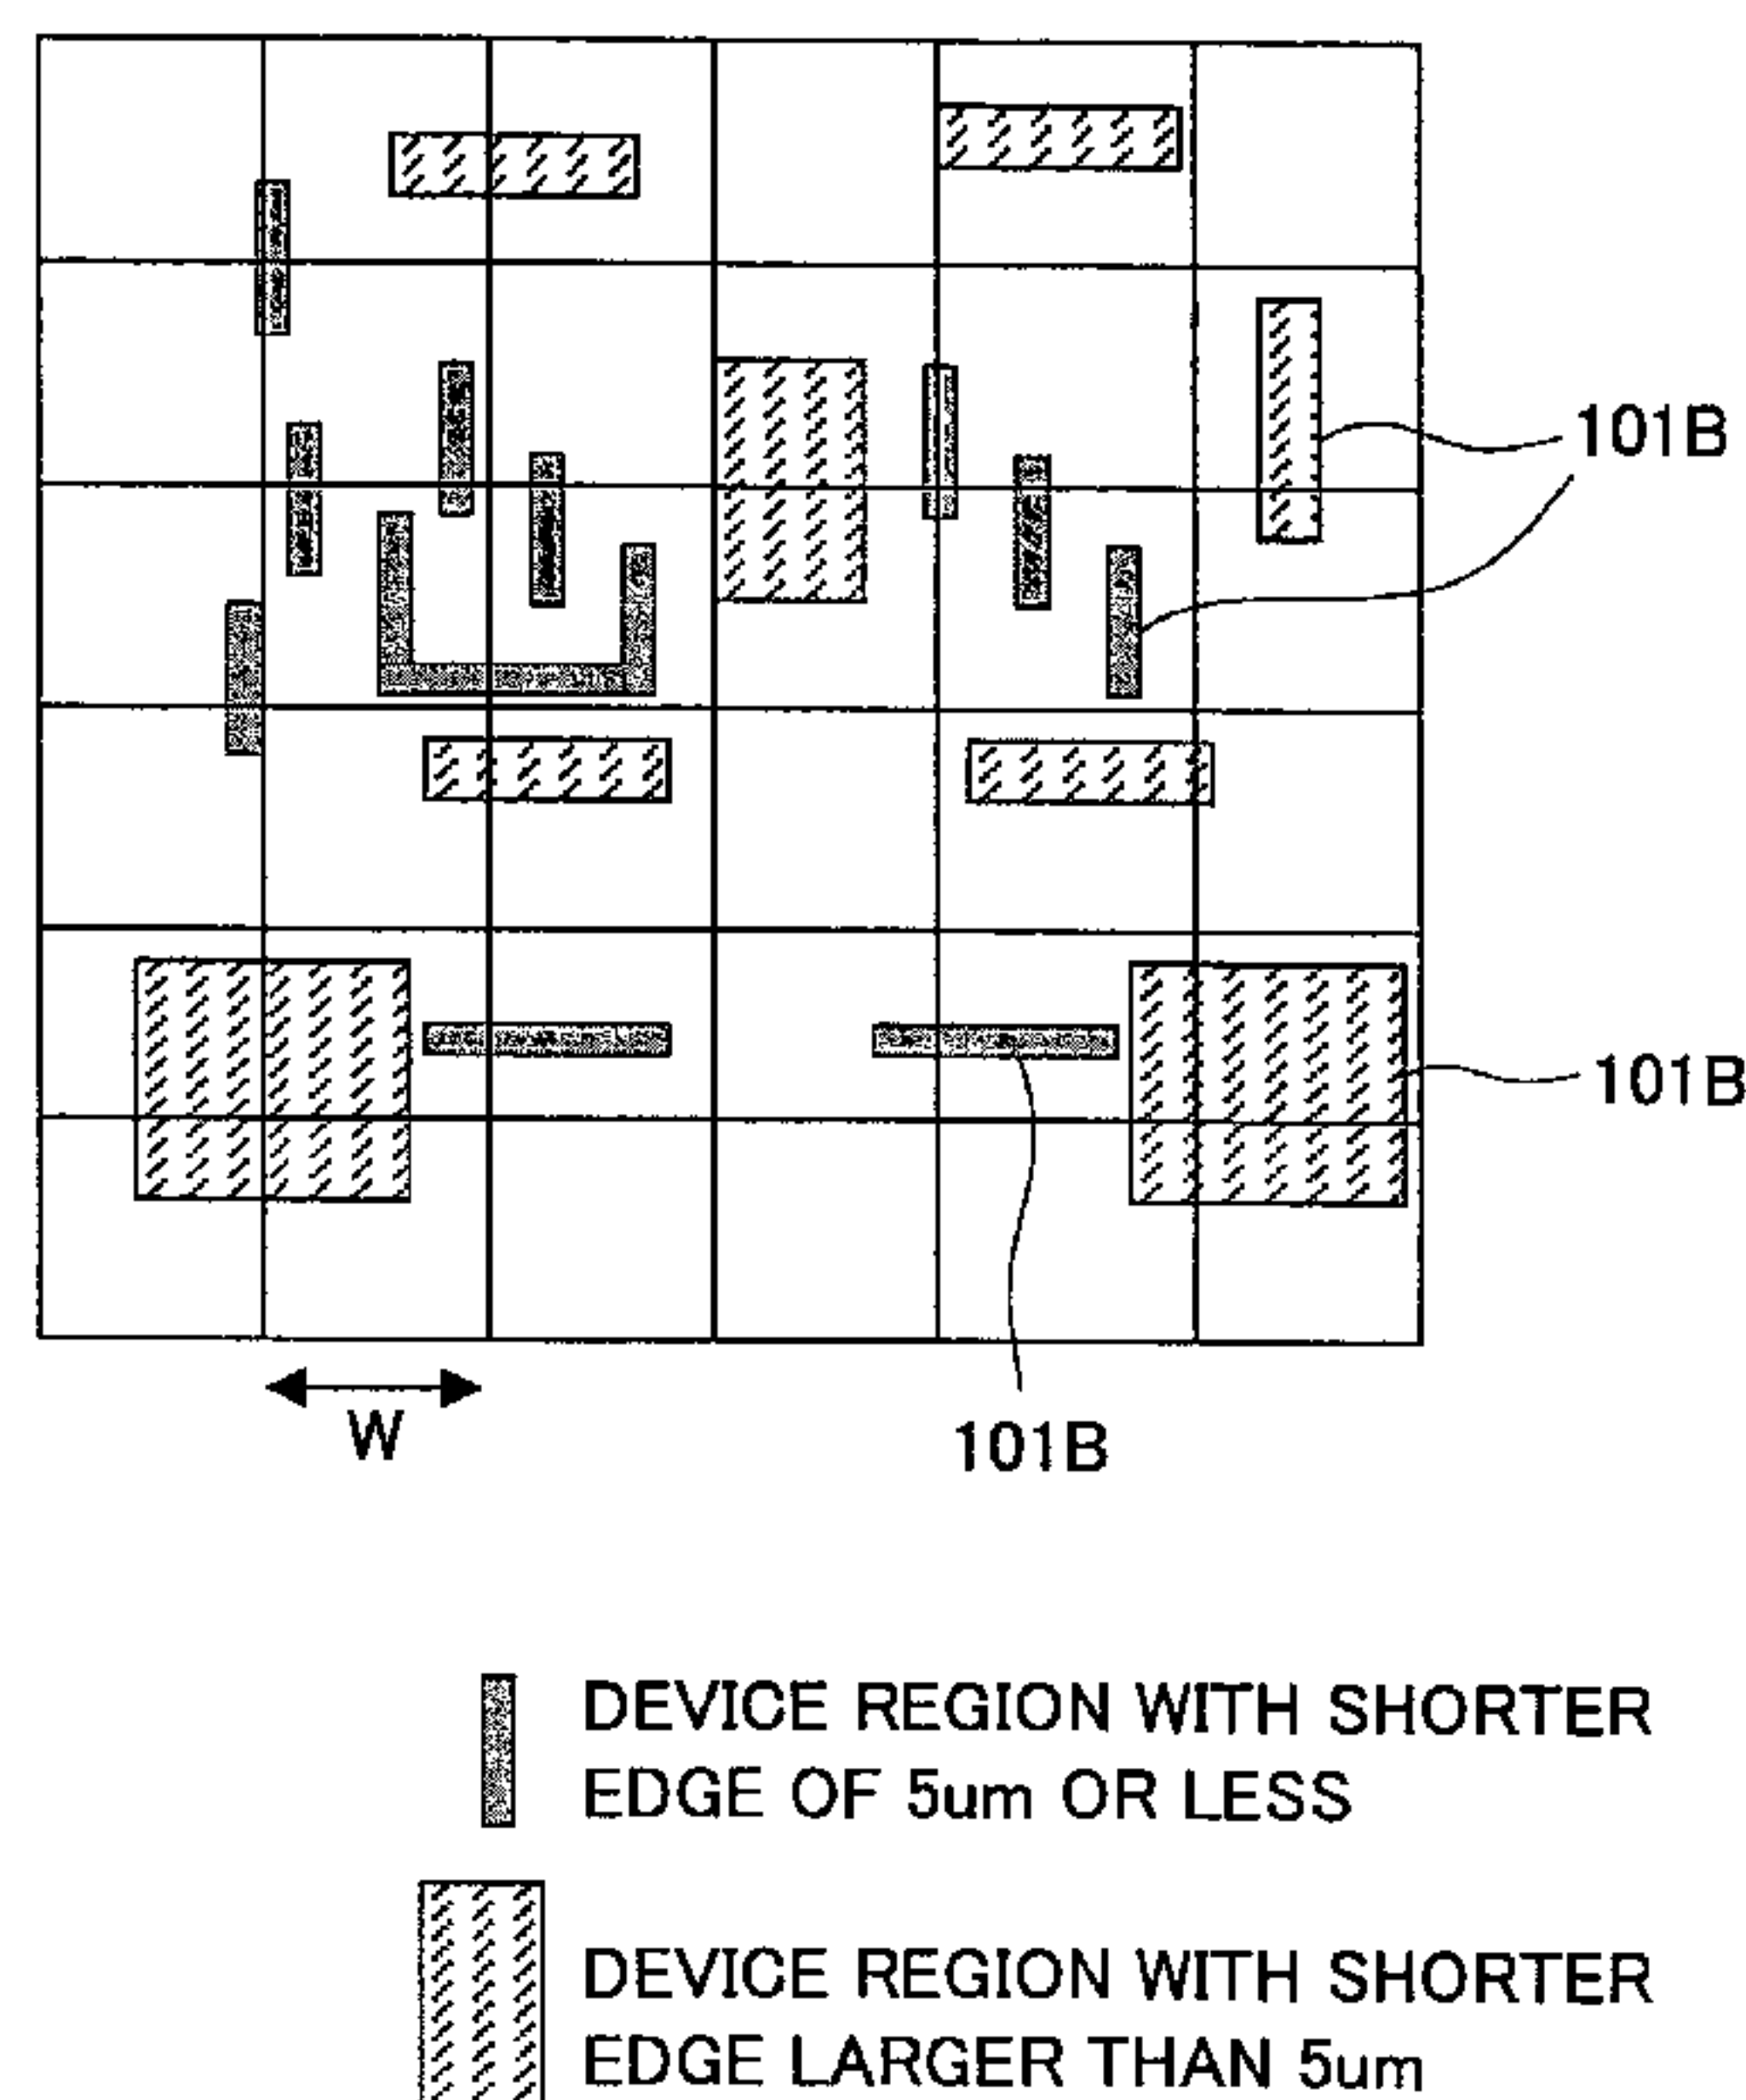 101B
101B
W
101B
DEVICE REGION WITH SHORTER
EDGE OF 5um OR LESS
DEVICE REGION WITH SHORTER
EDGE LARGER THAN 5um